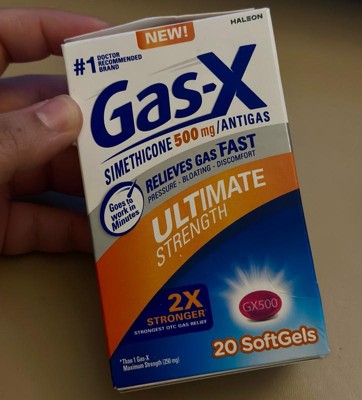 NEW!
HALEON
#1 DOCTOR
RECOMMENDED
BRAND
Gas-X
SIMETHICONE 500 mg/ANTIGAS
Goes
to work in
Minutes
RELIEVES GAS FAST
PRESSURE - BLOATING - DISCOMFORT
ULTIMATE
STRENGTH
2X
STRONGER*
STRONGEST OTC GAS RELIEF
GX500
*Than 1 Gas-X
Maximum Strength (250 mg)
20 SoftGels